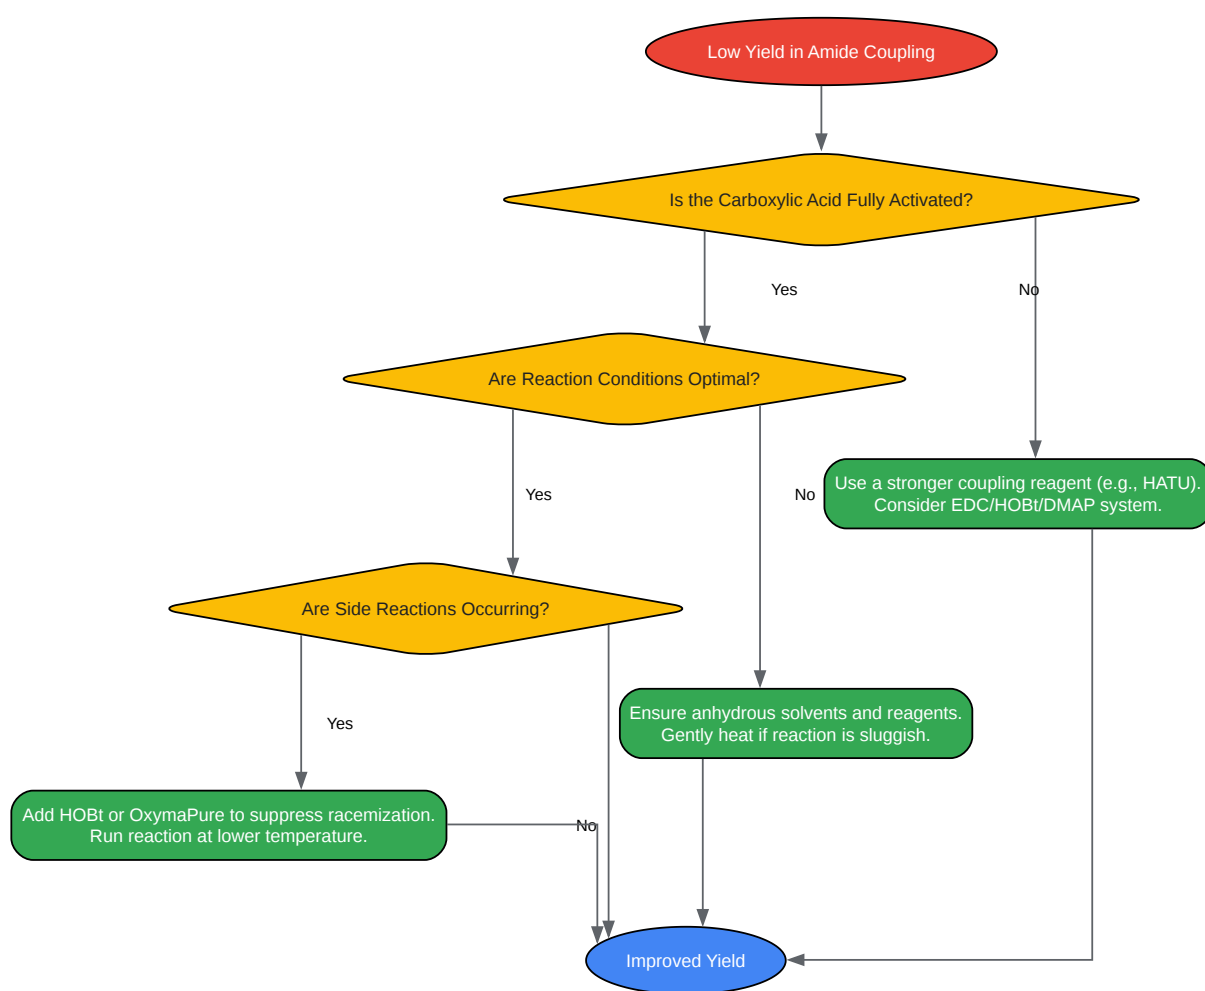 Low Yield in Amide Coupling
Is the Carboxylic Acid Fully Activated?
Yes
No
Are Reaction Conditions Optimal?
Yes
No
Use a stronger coupling reagent (e.g., HATU).
Consider EDC/HOBt/DMAP system.
Are Side Reactions Occurring?
Yes
Ensure anhydrous solvents and reagents.
Gently heat if reaction is sluggish.
Add HOBt or OxymaPure to suppress racemization.
Run reaction at lower temperature.
No
Improved Yield